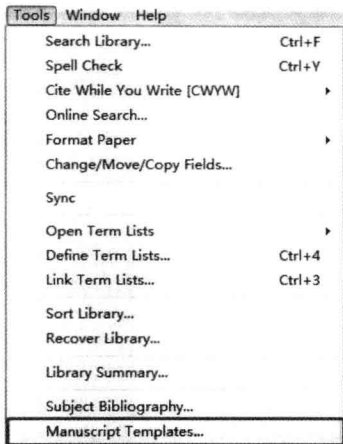 Tools Window Help
Search Library... Ctrl+F
Spell Check Ctrl+Y
Cite While You Write [CWYW]
Online Search...
Format Paper
Change/Move/Copy Fields...
Sync
Open Term Lists
Define Term Lists... Ctrl+4
Link Term Lists... Ctrl+3
Sort Library...
Recover Library...
Library Summary...
Subject Bibliography...
Manuscript Templates...